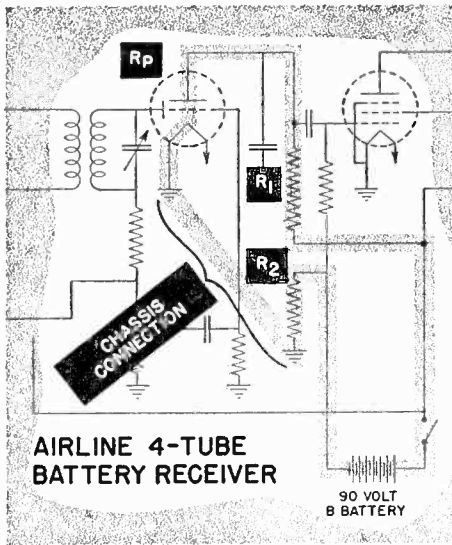 Rp
R1
R2
CHASSIS
CONNECTION
AIRLINE 4-TUBE
BATTERY RECEIVER
90 VOLT
B BATTERY